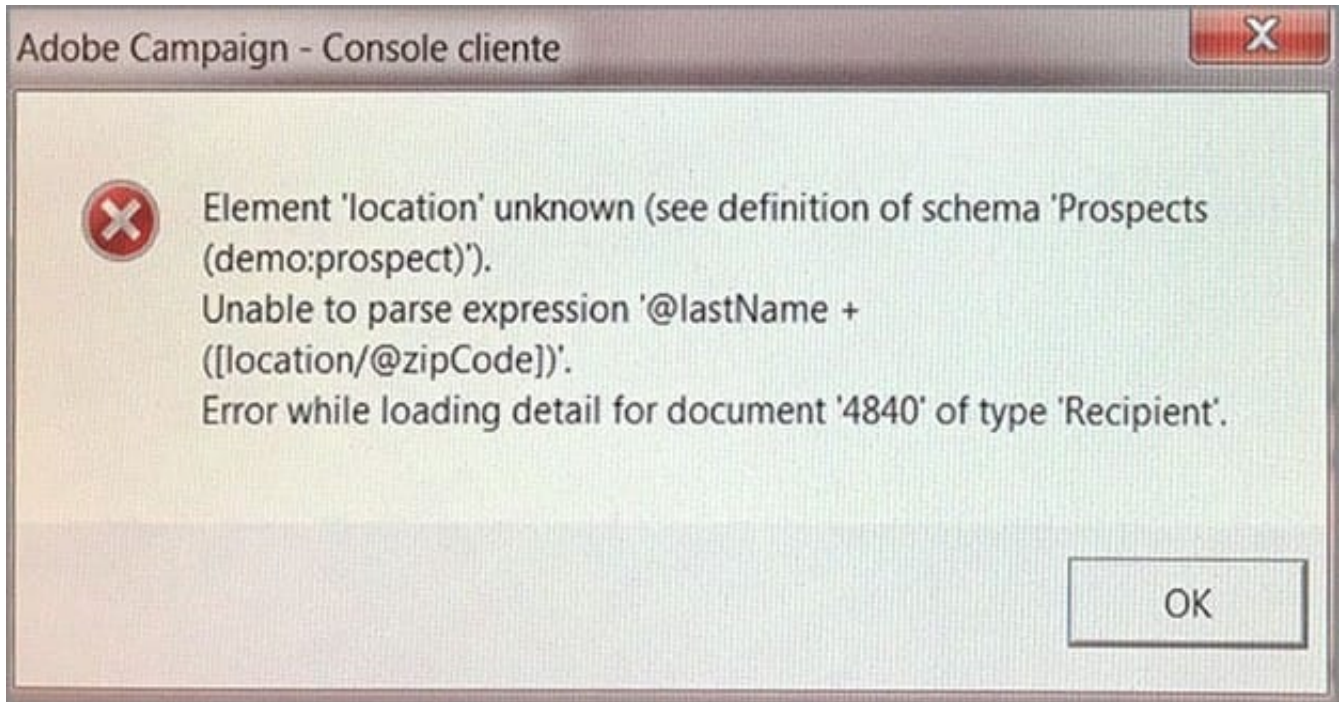 Adobe Campaign - Console cliente
X
Element 'location' unknown (see definition of schema 'Prospects
(demo:prospect)').
Unable to parse expression '@lastName +
([location/@zipCode])'.
Error while loading detail for document '4840' of type 'Recipient'.
OK